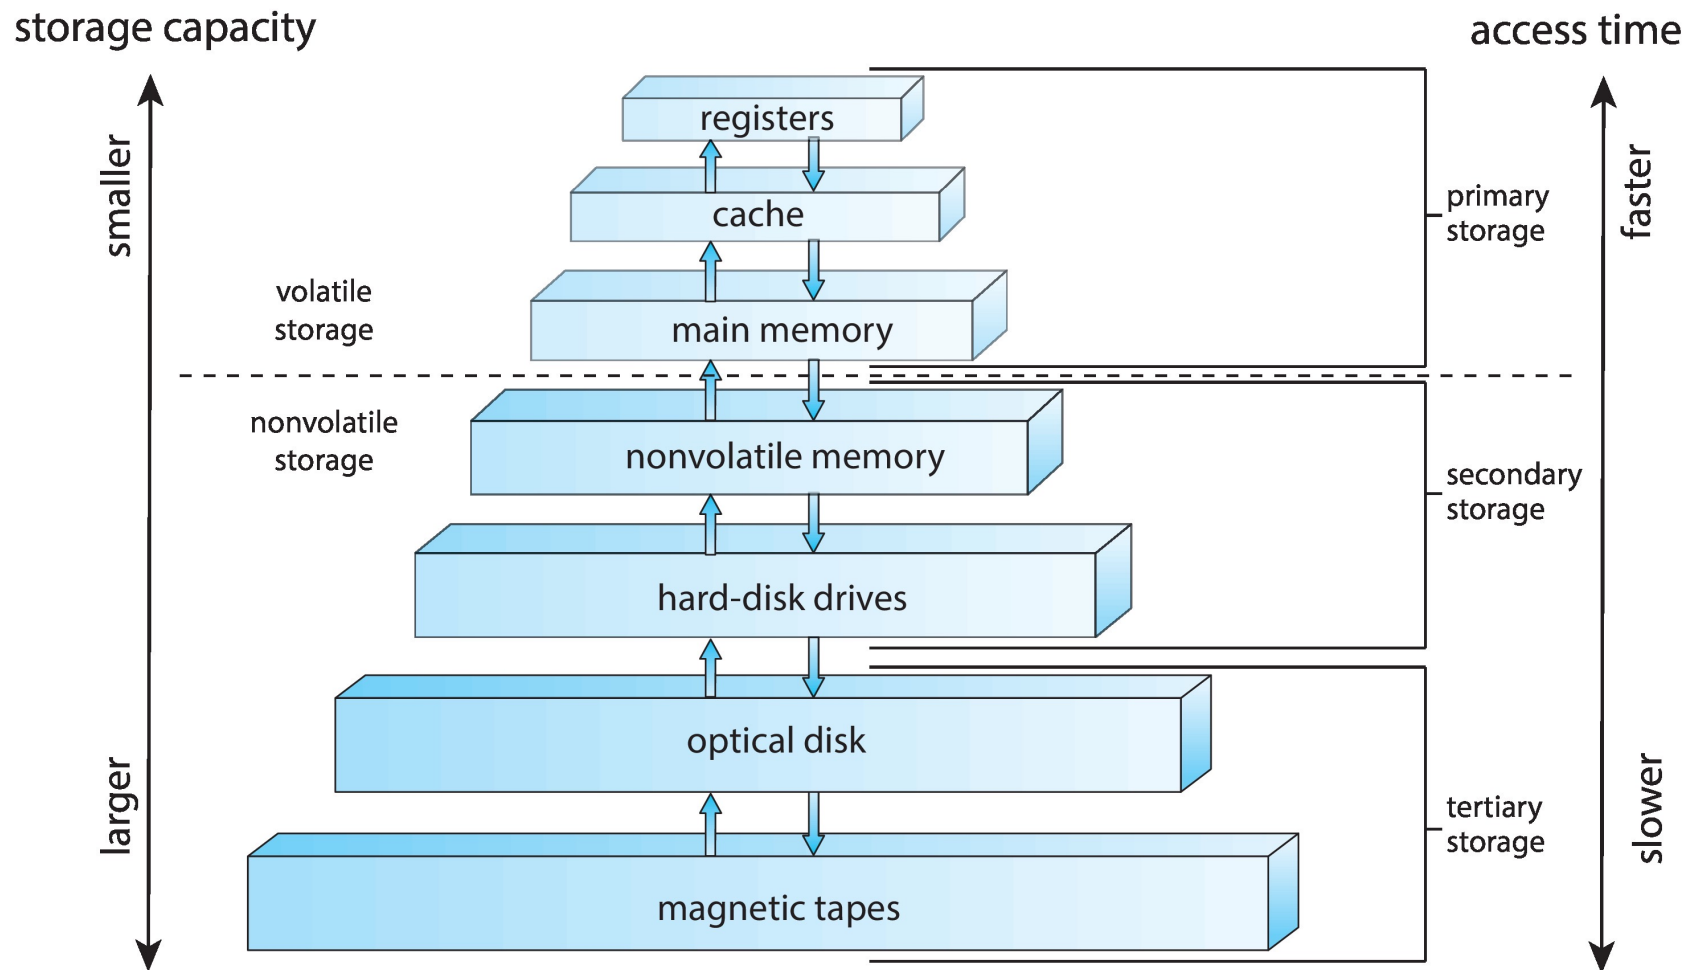 storage capacity
access time
smaller
larger
registers
cache
main memory
volatile
storage
nonvolatile
storage
nonvolatile memory
hard-disk drives
optical disk
magnetic tapes
primary
storage
secondary
storage
tertiary
storage
faster
slower